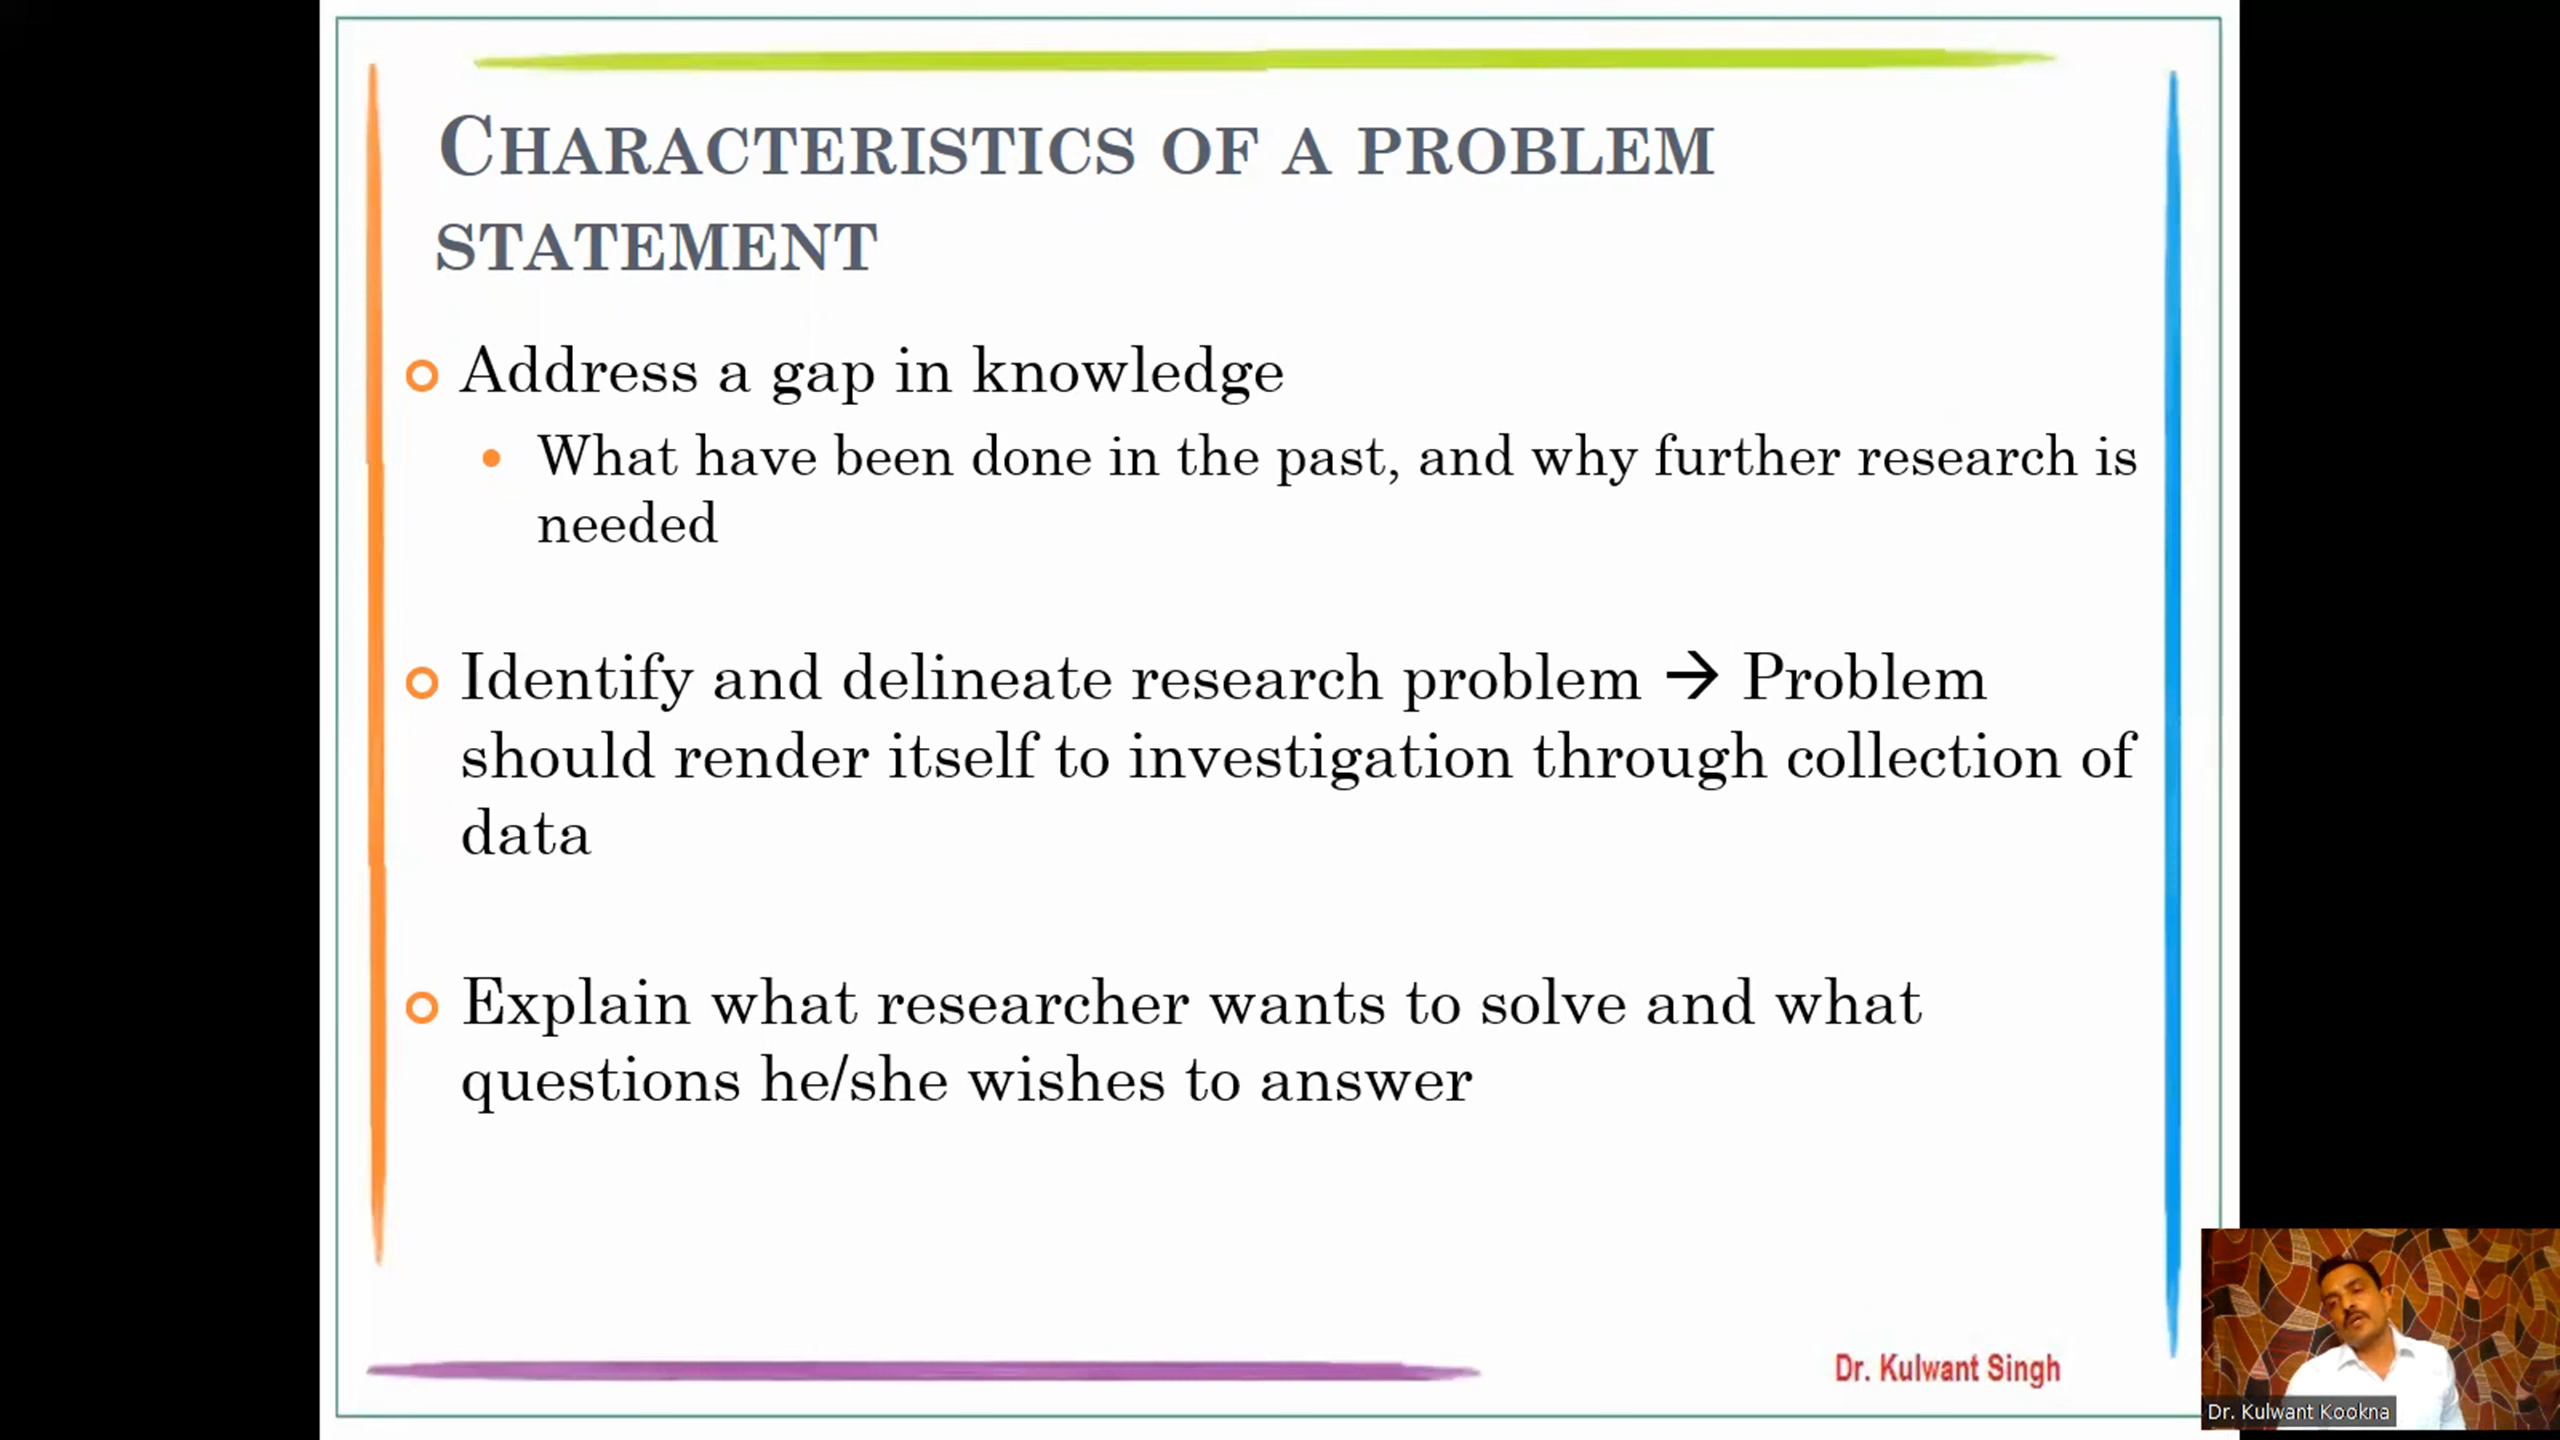 CHARACTERISTICS OF A PROBLEM
STATEMENT
Address a gap in knowledge
• What have been done in the past, and why further research is
needed
Identify and delineate research problem → Problem
should render itself to investigation through collection of
data
Explain what researcher wants to solve and what
questions he/she wishes to answer
Dr. Kulwant Singh
Dr. Kulwant Kookna